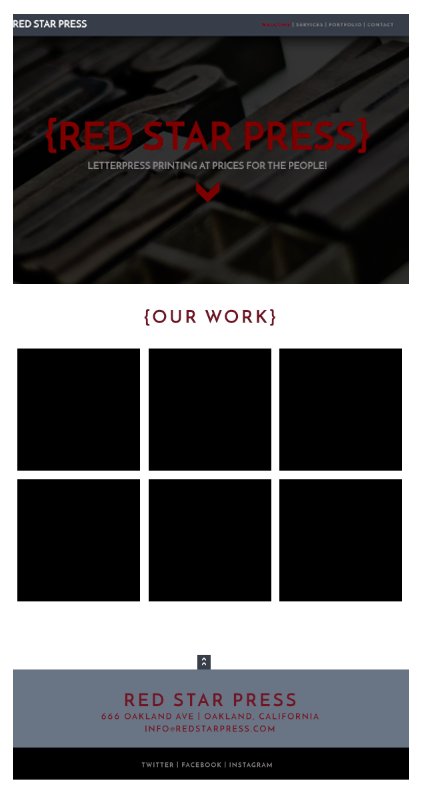 RED STAR PRESS
| SERVICES | PORTFOLIO | CONTACT
{RED STAR PRESS}
LETTERPRESS PRINTING AT PRICES FOR THE PEOPLE!
{OUR WORK}
RED STAR PRESS
666 OAKLAND AVE | OAKLAND, CALIFORNIA
INFO@REDSTARPRESS.COM
TWITTER | FACEBOOK | INSTAGRAM